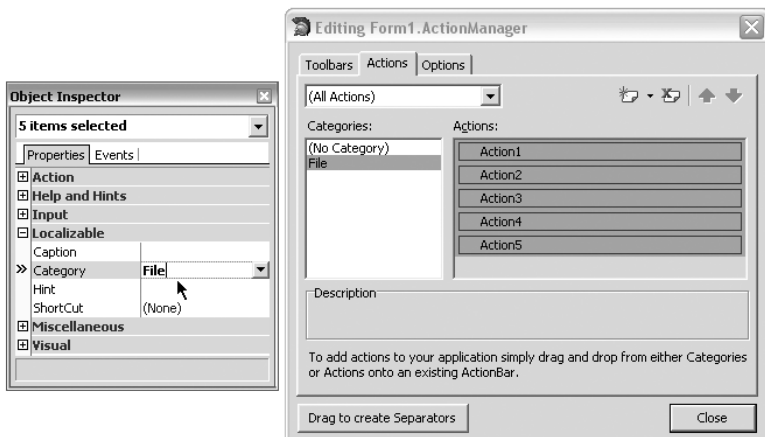 Object Inspector
5 items selected
Properties Events
Action
Help and Hints
Input
Localizable
Caption
Category File
Hint
ShortCut (None)
Miscellaneous
Visual
Editing Form1.ActionManager
Toolbars Actions Options
(All Actions)
Categories: Actions:
(No Category)
File
Action1
Action2
Action3
Action4
Action5
Description
To add actions to your application simply drag and drop from either Categories
or Actions onto an existing ActionBar.
Drag to create Separators Close